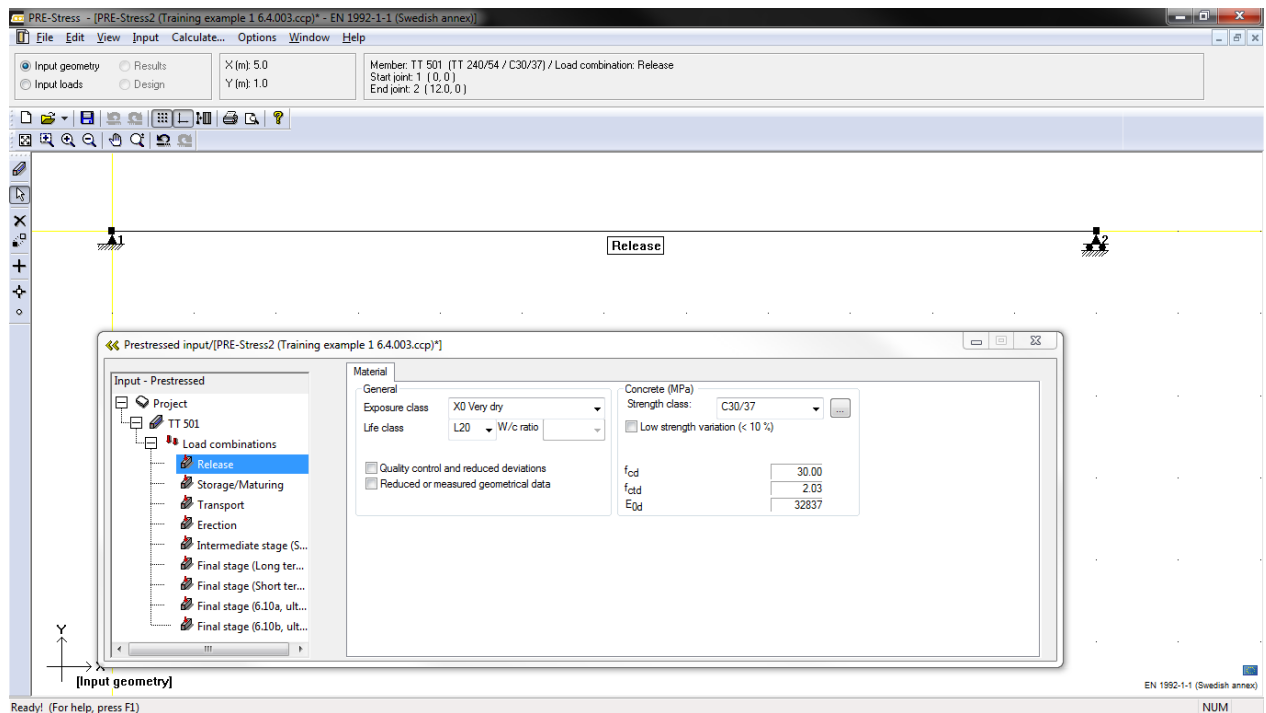 PRE-Stress - [PRE-Stress2 (Training example 1 6.4.003.ccp)* - EN 1992-1-1 (Swedish annex)]
File Edit View Input Calculate... Options Window Help
Input geometry Results X (m): 5.0 Member: TT 501 (TT 240/54 / C30/37) / Load combination: Release
Input loads Design Y (m): 1.0 Start joint: 1 ( 0, 0 )
End joint: 2 ( 12.0, 0 )
1 Release 2
Prestressed input/[PRE-Stress2 (Training example 1 6.4.003.ccp)*]
Input - Prestressed
Project
TT 501
Load combinations
Release
Storage/Maturing
Transport
Erection
Intermediate stage (S...
Final stage (Long ter...
Final stage (Short ter...
Final stage (6.10a, ult...
Final stage (6.10b, ult...
Material
General
Exposure class X0 Very dry
Life class L20 W/c ratio
Quality control and reduced deviations
Reduced or measured geometrical data
Concrete (MPa)
Strength class: C30/37 ...
Low strength variation (< 10 %)
fcd 30.00
fctd 2.03
E0d 32837
Y
X
[Input geometry]
EN 1992-1-1 (Swedish annex)
Ready! (For help, press F1) NUM